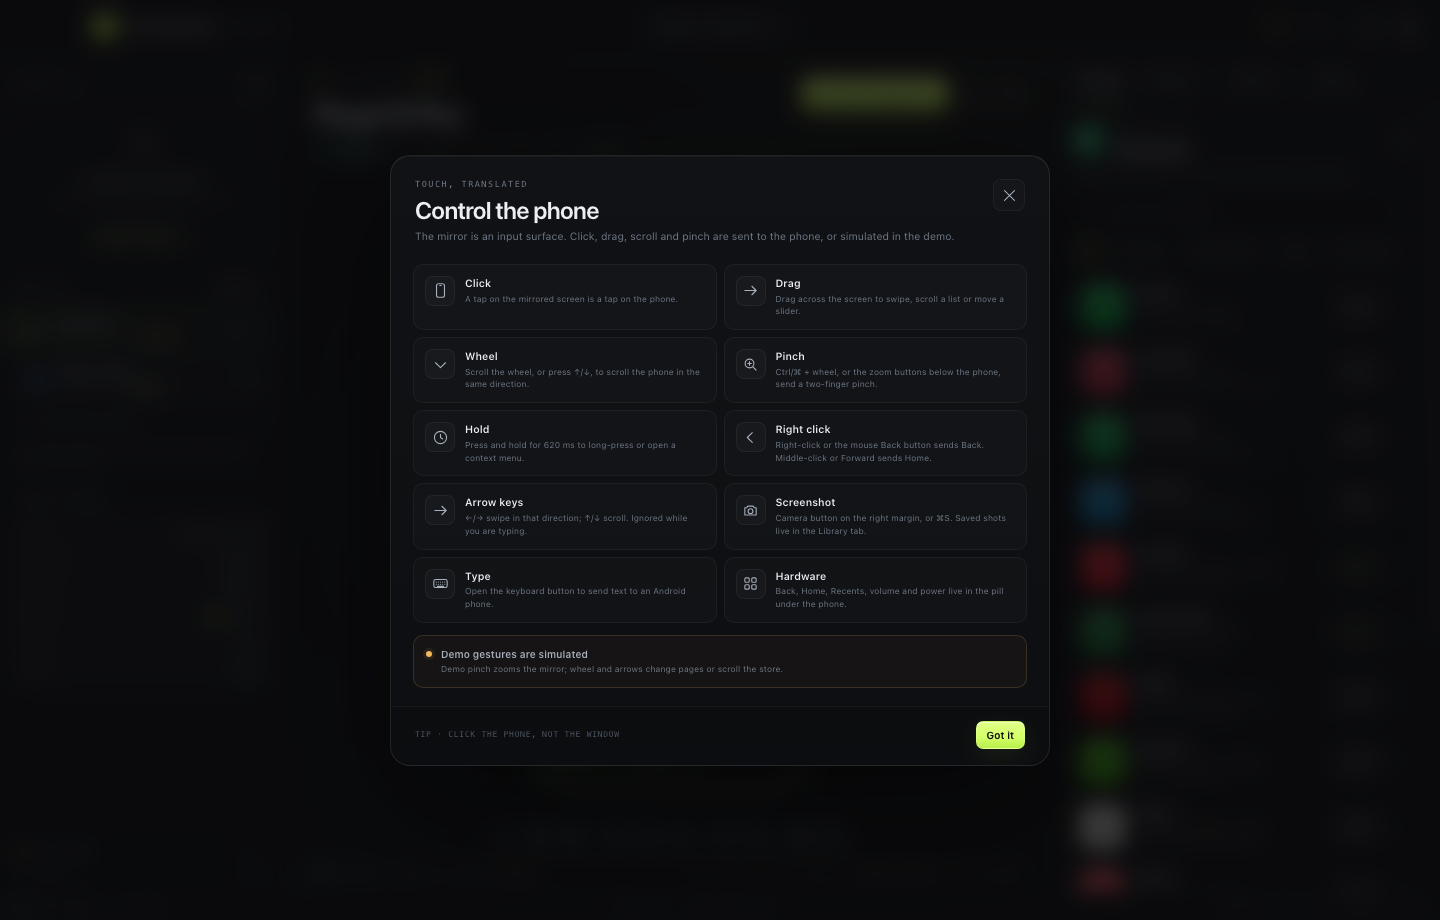 TOUCH, TRANSLATED
Control the phone
The mirror is an input surface. Click, drag, scroll and pinch are sent to the phone, or simulated in the demo.
Click
A tap on the mirrored screen is a tap on the phone.
Drag
Drag across the screen to swipe, scroll a list or move a
slider.
Wheel
Scroll the wheel, or press ↑/↓, to scroll the phone in the
same direction.
Pinch
Ctrl/⌘ + wheel, or the zoom buttons below the phone,
send a two-finger pinch.
Hold
Press and hold for 620 ms to long-press or open a
context menu.
Right click
Right-click or the mouse Back button sends Back.
Middle-click or Forward sends Home.
Arrow keys
←/→ swipe in that direction; ↑/↓ scroll. Ignored while
you are typing.
Screenshot
Camera button on the right margin, or ⌘S. Saved shots
live in the Library tab.
Type
Open the keyboard button to send text to an Android
phone.
Hardware
Back, Home, Recents, volume and power live in the pill
under the phone.
Demo gestures are simulated
Demo pinch zooms the mirror; wheel and arrows change pages or scroll the store.
TIP · CLICK THE PHONE, NOT THE WINDOW
Got it